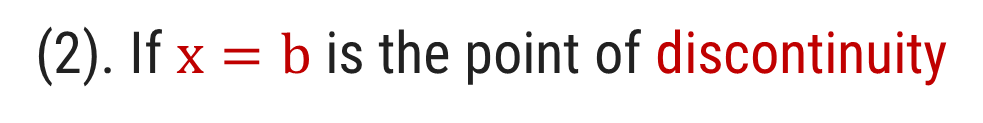 (2). If x = b is the point of discontinuity